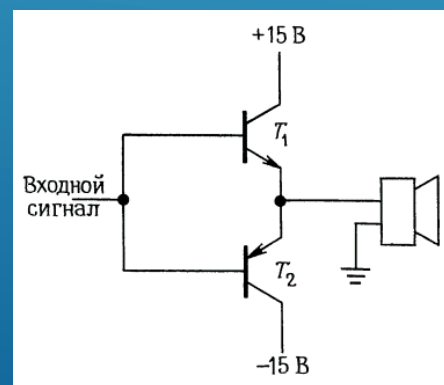 +15 В
T₁
Входной
сигнал
T₂
−15 В